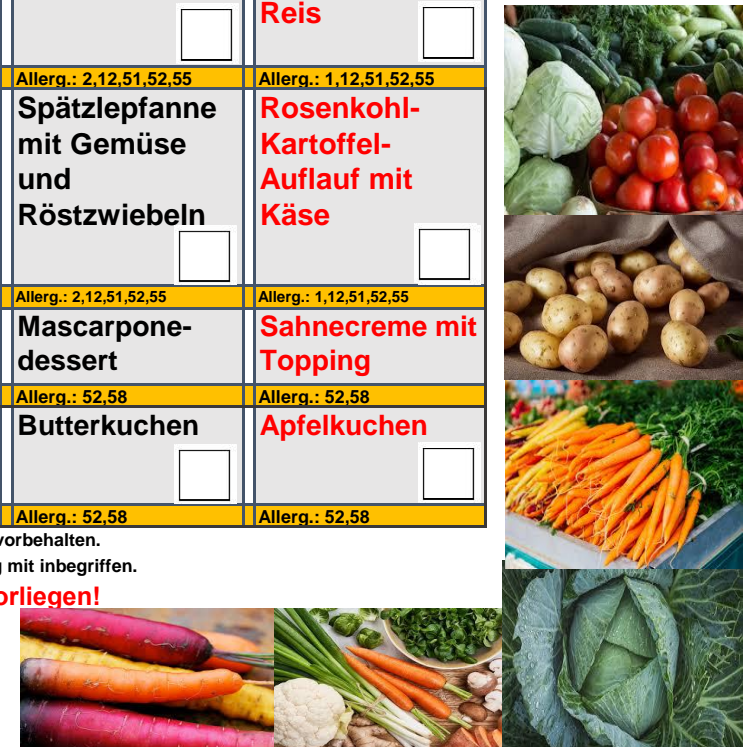 Reis
Allerg.: 2,12,51,52,55
Allerg.: 1,12,51,52,55
Spätzlepfanne
mit Gemüse
und
Röstzwiebeln
Rosenkohl-
Kartoffel-
Auflauf mit
Käse
Allerg.: 2,12,51,52,55
Allerg.: 1,12,51,52,55
Mascarpone-
dessert
Sahnecreme mit
Topping
Allerg.: 52,58
Allerg.: 52,58
Butterkuchen
Apfelkuchen
Allerg.: 52,58
Allerg.: 52,58
vorbehalten.
mit inbegriffen.
orliegen!